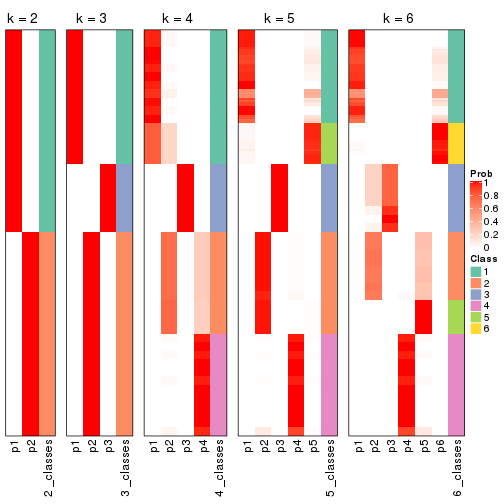 k = 2
k = 3
k = 4
k = 5
k = 6
Prob
1
0.8
0.6
0.4
0.2
0
Class
1
2
3
4
5
6
p1
p2
2_classes
p1
p2
p3
3_classes
p1
p2
p3
p4
4_classes
p1
p2
p3
p4
p5
5_classes
p1
p2
p3
p4
p5
p6
6_classes